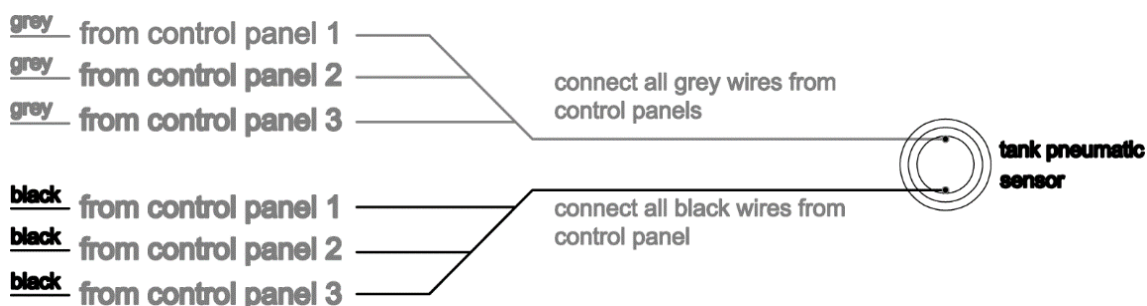 grey from control panel 1
grey from control panel 2
grey from control panel 3
connect all grey wires from
control panels
tank pneumatic
sensor
black from control panel 1
black from control panel 2
black from control panel 3
connect all black wires from
control panel